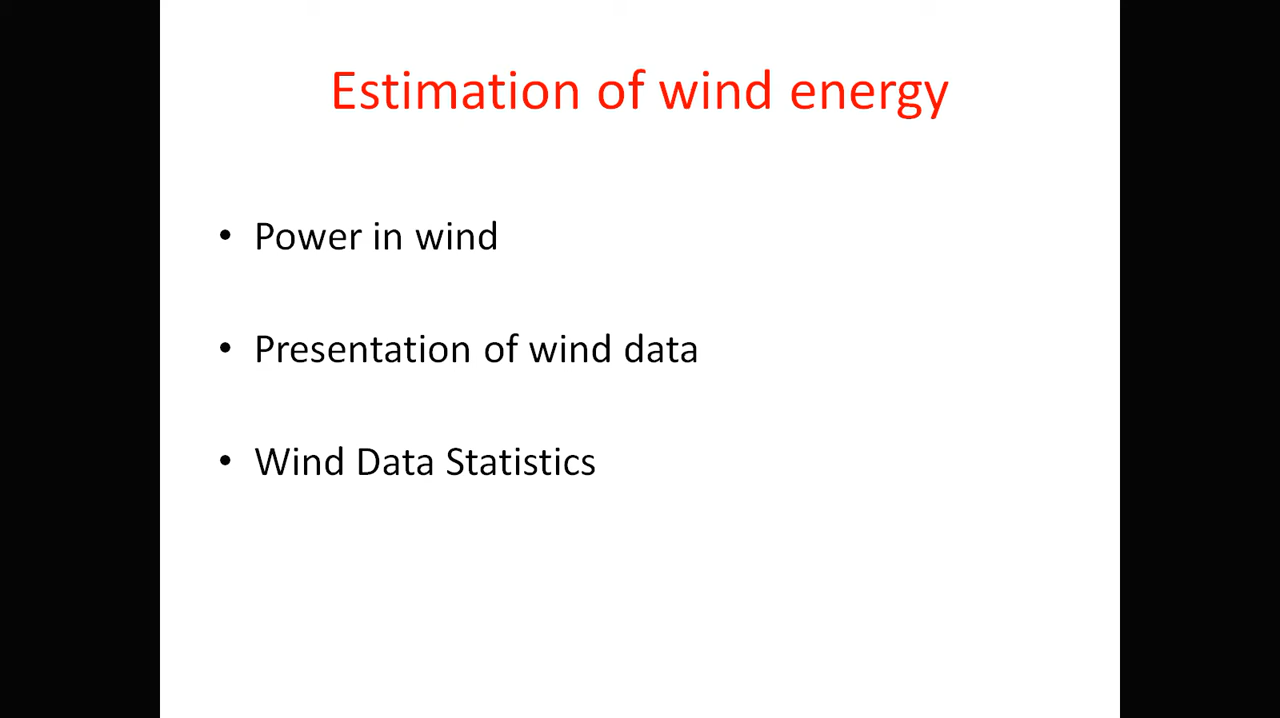 Estimation of wind energy
• Power in wind
• Presentation of wind data
• Wind Data Statistics